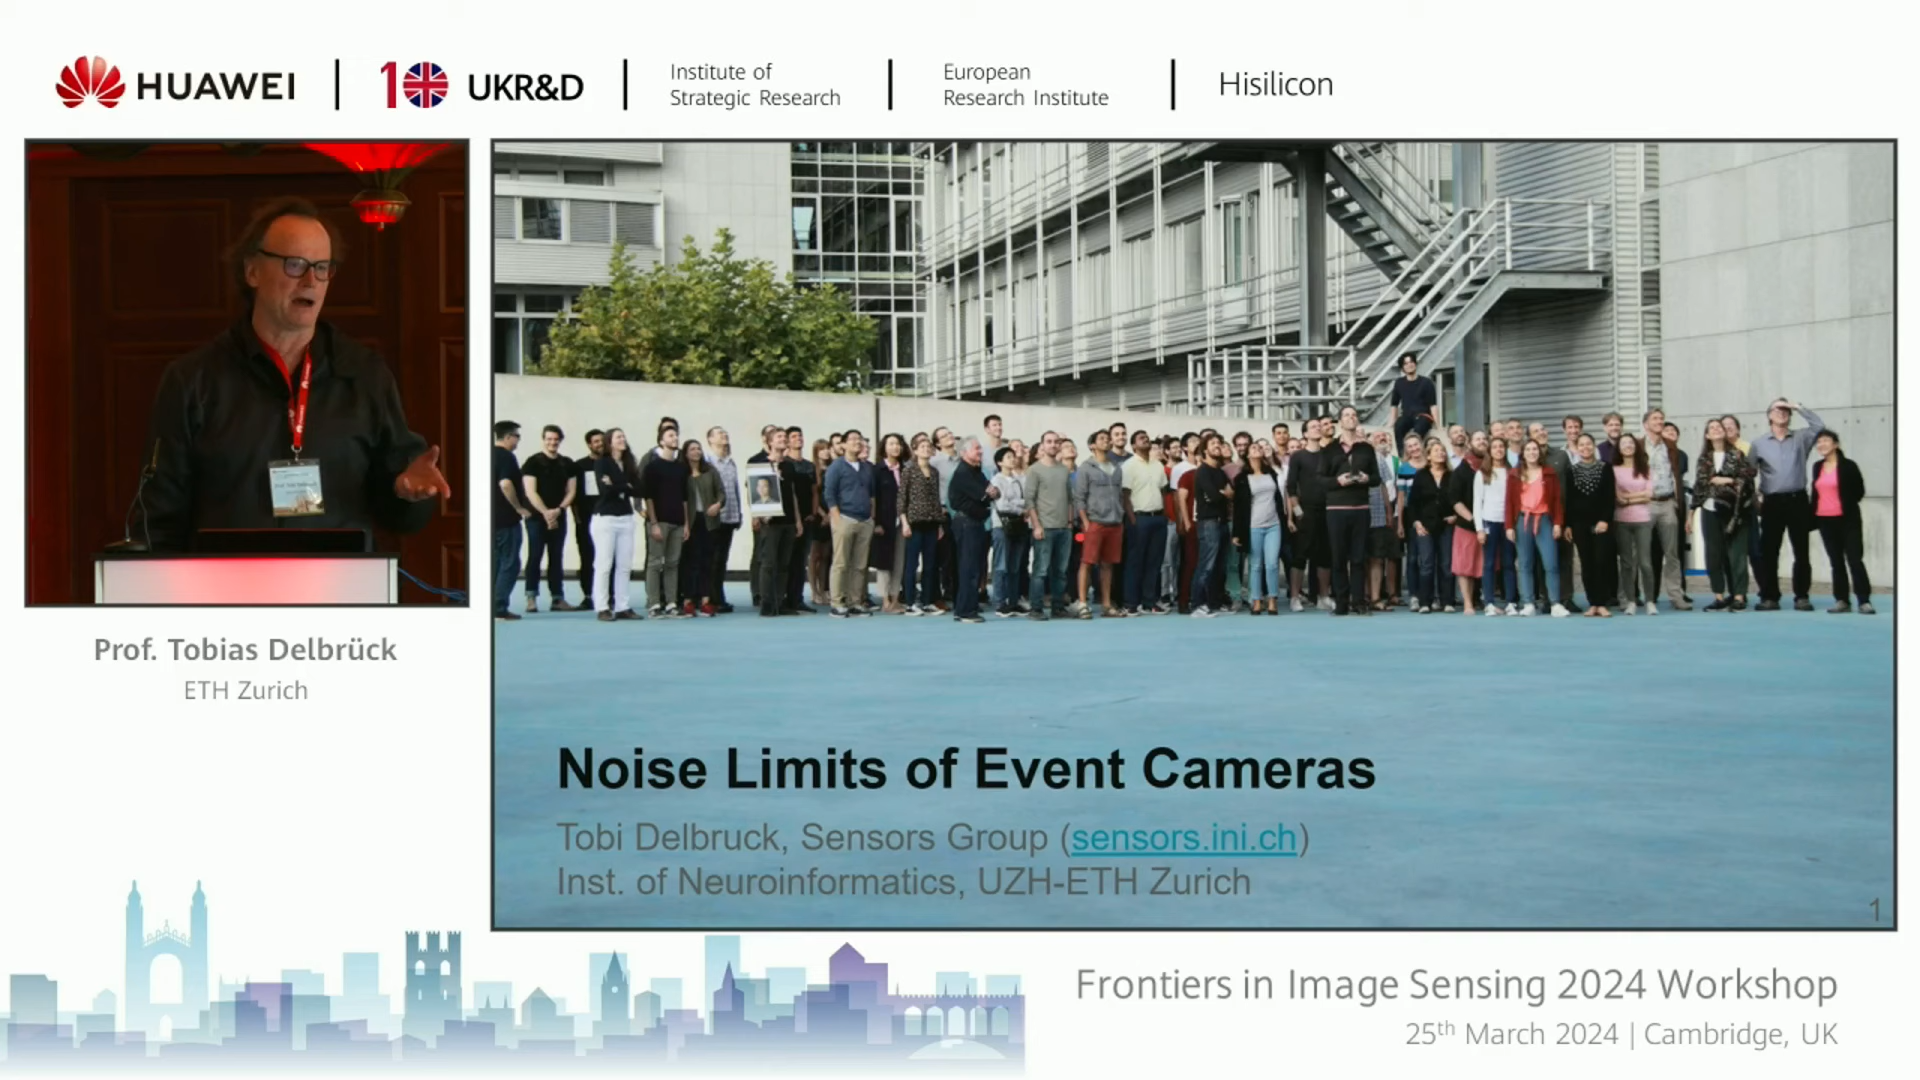 HUAWEI
10 UKR&D
Institute of
Strategic Research
European
Research Institute
Hisilicon
Prof. Tobias Delbrück
ETH Zurich
Noise Limits of Event Cameras
Tobi Delbruck, Sensors Group (sensors.ini.ch)
Inst. of Neuroinformatics, UZH-ETH Zurich
1
Frontiers in Image Sensing 2024 Workshop
25th March 2024 | Cambridge, UK